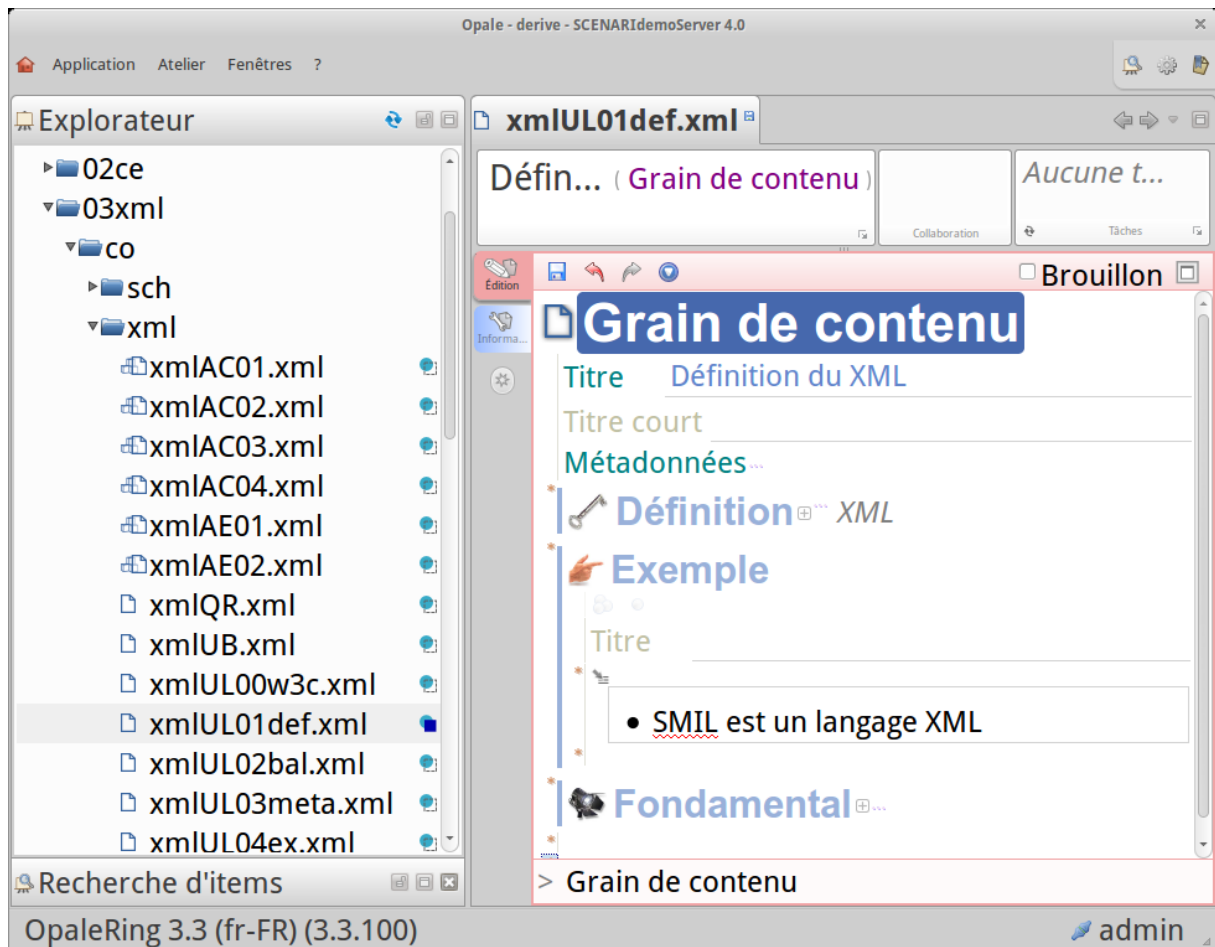 Opale - derive - SCENARIdemoServer 4.0
Application Atelier Fenêtres ?
Explorateur
02ce
03xml
co
sch
xml
xmlAC01.xml
xmlAC02.xml
xmlAC03.xml
xmlAC04.xml
xmlAE01.xml
xmlAE02.xml
xmlQR.xml
xmlUB.xml
xmlUL00w3c.xml
xmlUL01def.xml
xmlUL02bal.xml
xmlUL03meta.xml
xmlUL04ex.xml
Recherche d'items
xmlUL01def.xml
Défin... ( Grain de contenu )
Collaboration
Aucune t...
Tâches
Édition
Informa...
Brouillon
Grain de contenu
Titre Définition du XML
Titre court
Métadonnées...
Définition... XML
Exemple
Titre
• SMIL est un langage XML
Fondamental...
> Grain de contenu
OpaleRing 3.3 (fr-FR) (3.3.100)
admin